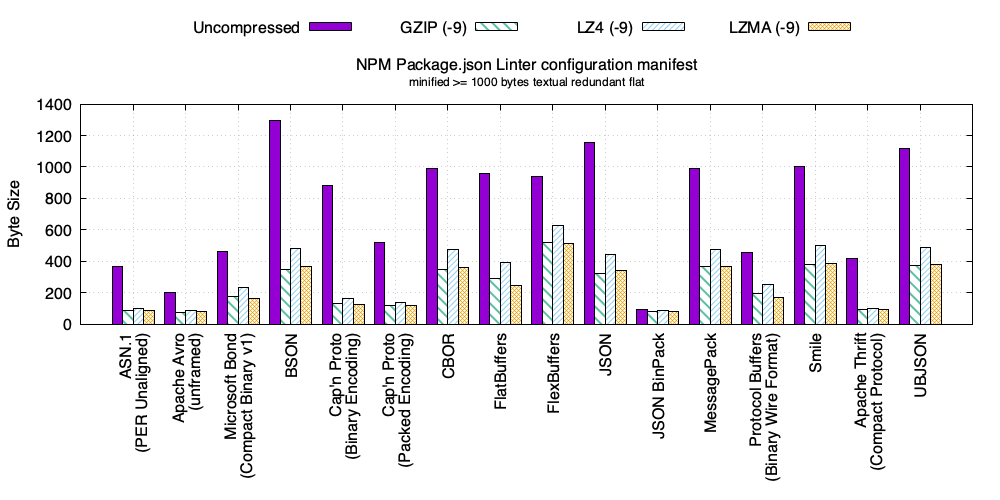 Uncompressed GZIP (-9) LZ4 (-9) LZMA (-9)
NPM Package.json Linter configuration manifest
minified >= 1000 bytes textual redundant flat
Byte Size
1400
1200
1000
800
600
400
200
0
ASN.1
(PER Unaligned)
Apache Avro
(unframed)
Microsoft Bond
(Compact Binary v1)
BSON
Cap'n Proto
(Binary Encoding)
Cap'n Proto
(Packed Encoding)
CBOR
FlatBuffers
FlexBuffers
JSON
JSON BinPack
MessagePack
Protocol Buffers
(Binary Wire Format)
Smile
Apache Thrift
(Compact Protocol)
UBJSON